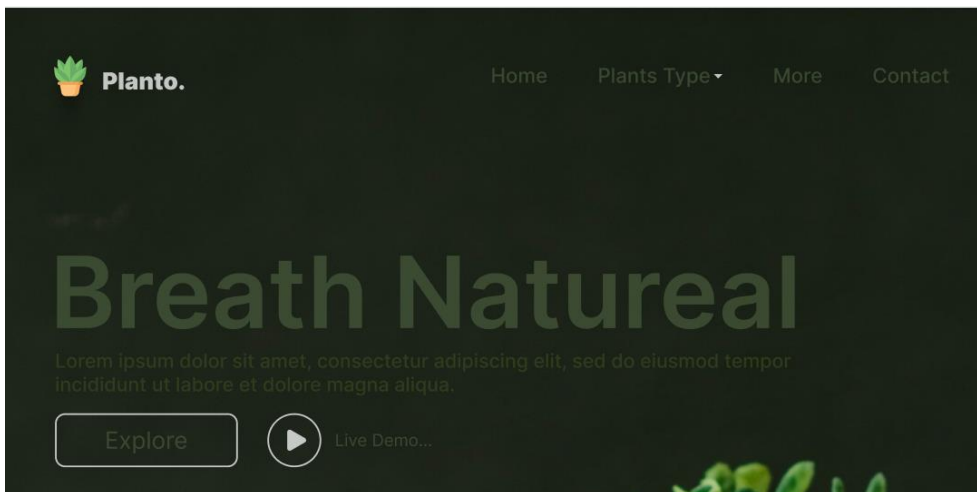 Planto.
Home Plants Type More Contact
Breath Natureal
Lorem ipsum dolor sit amet, consectetur adipiscing elit, sed do eiusmod tempor
incididunt ut labore et dolore magna aliqua.
Explore Live Demo...